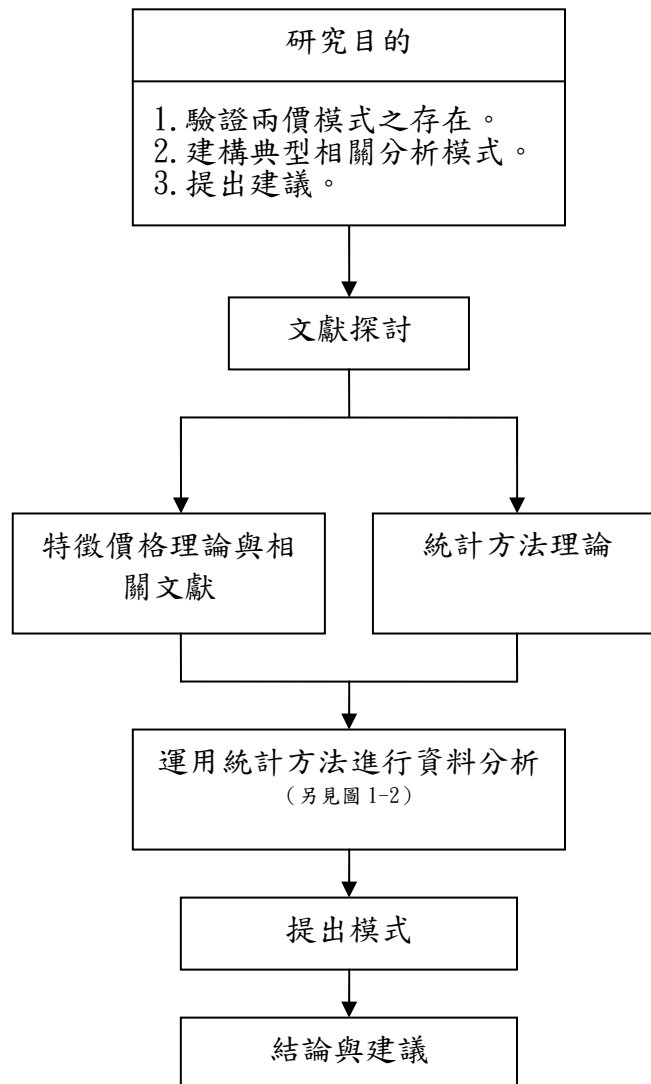 研究目的
1.驗證兩價模式之存在。
2.建構典型相關分析模式。
3.提出建議。
文獻探討
特徵價格理論與相
關文獻
統計方法理論
運用統計方法進行資料分析
（另見圖 1-2）
提出模式
結論與建議